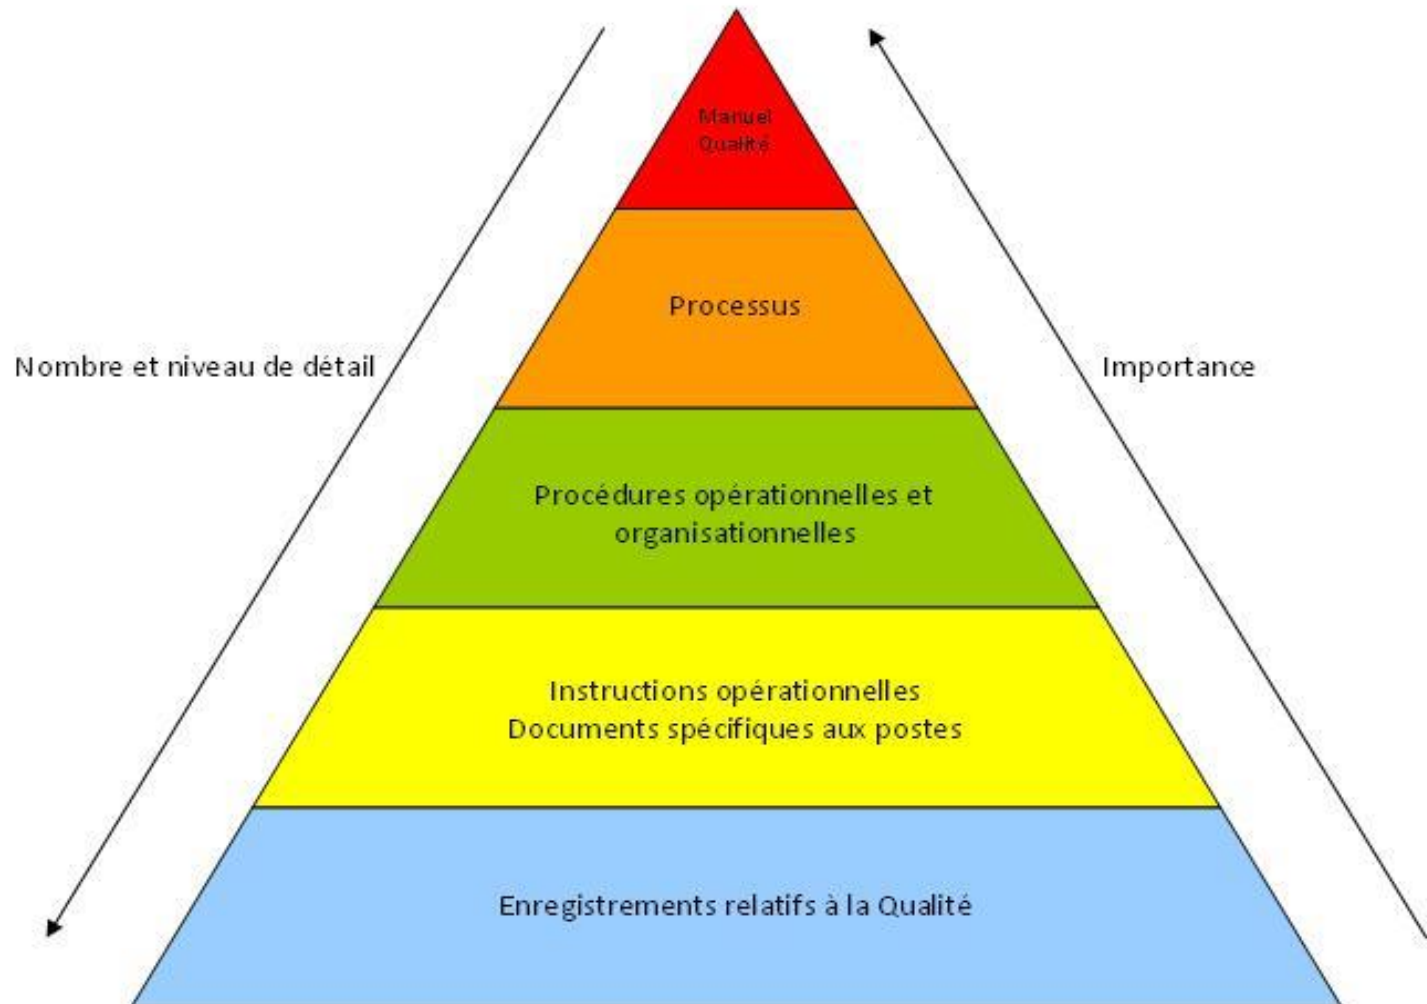 Manuel
Qualité
Processus
Nombre et niveau de détail
Importance
Procédures opérationnelles et
organisationnelles
Instructions opérationnelles
Documents spécifiques aux postes
Enregistrements relatifs à la Qualité